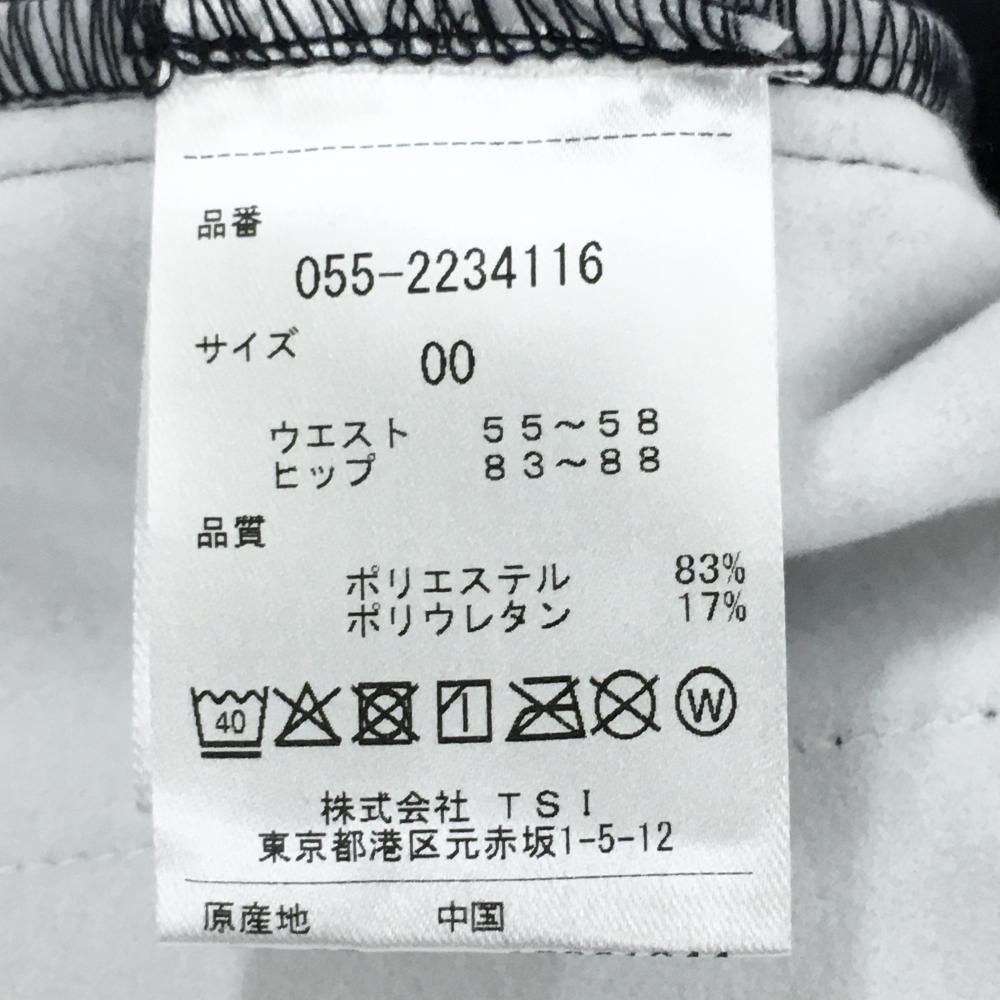 品番
055-2234116
サイズ 00
ウエスト 55~58
ヒップ 83~88
品質
ポリエステル 83%
ポリウレタン 17%
40 W
株式会社 TSI
東京都港区元赤坂1-5-12
原産地 中国